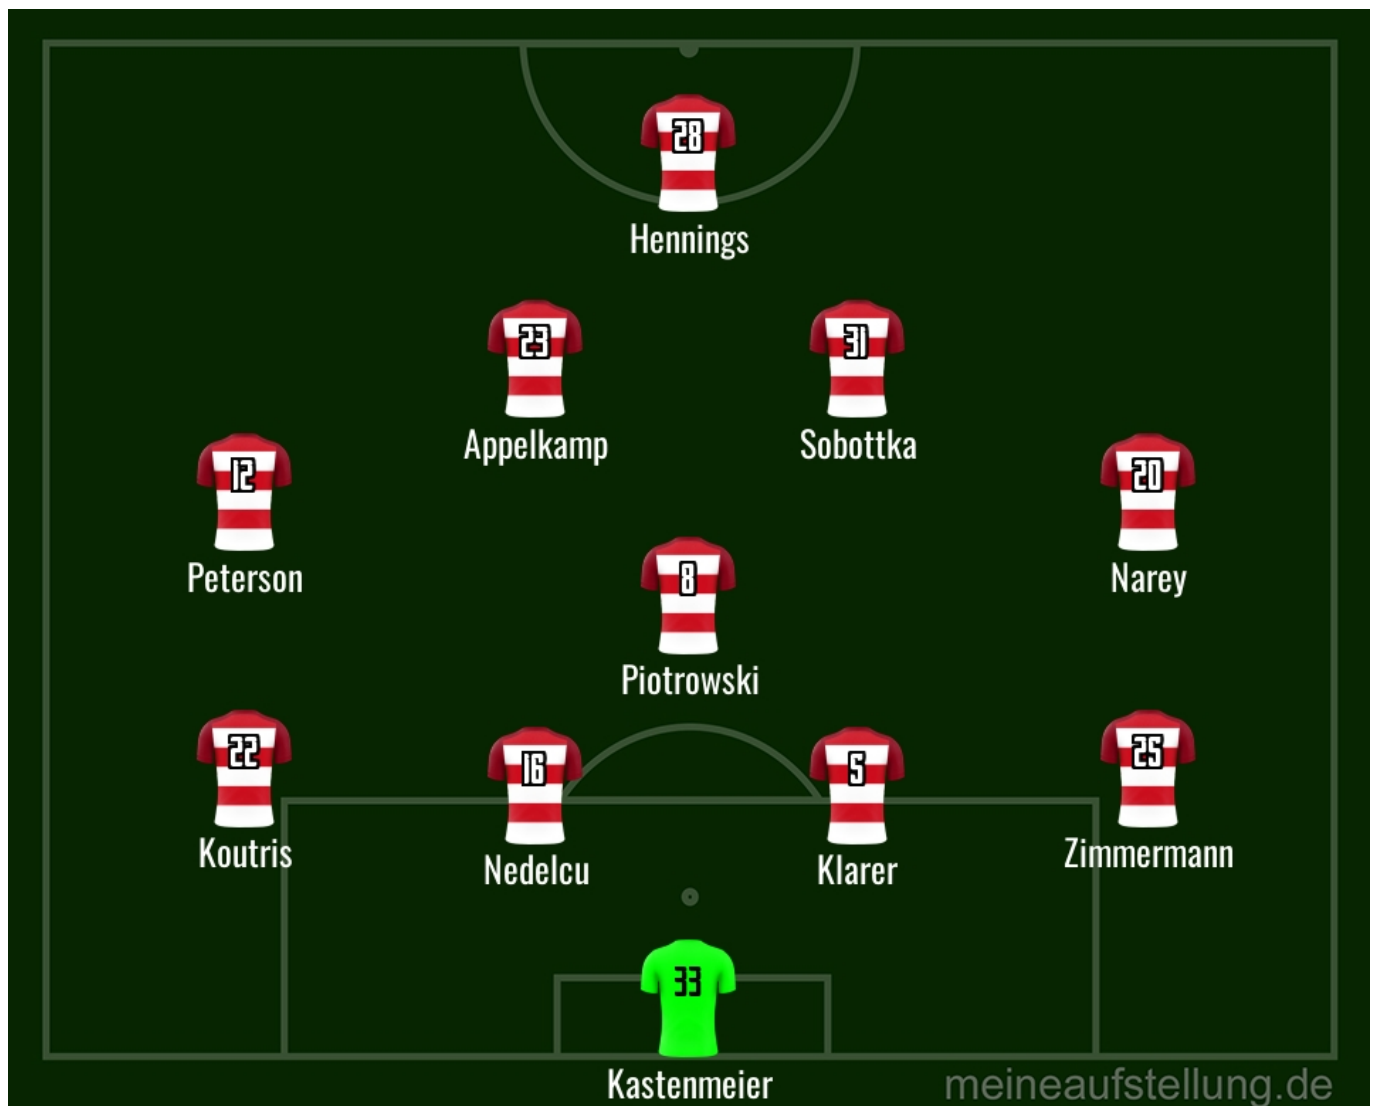 28
Hennings
23
31
Appelkamp
Sobottka
12
20
Peterson
Narey
8
Piotrowski
22
16
5
25
Koutris
Nedelcu
Klarer
Zimmermann
33
Kastenmeier
meineaufstellung.de